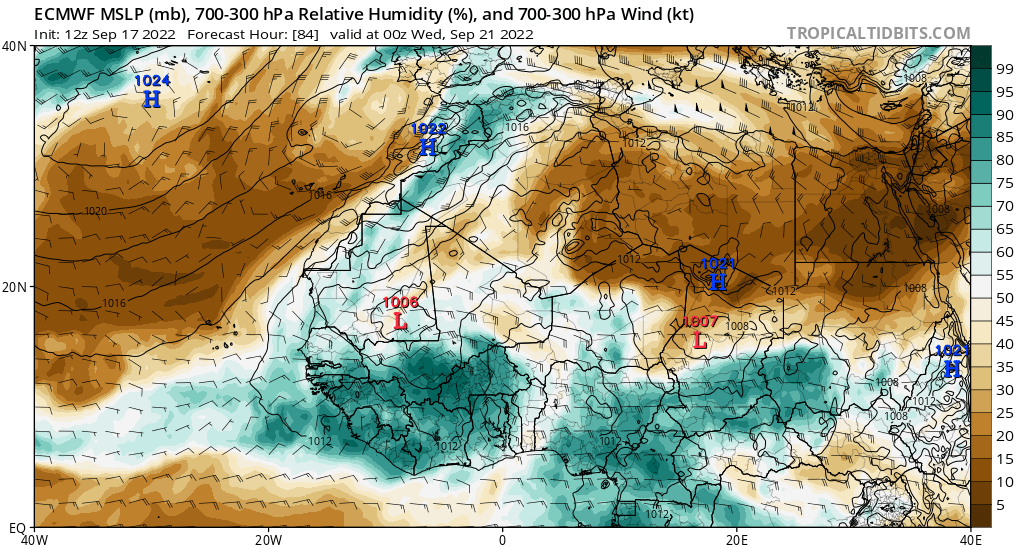 ECMWF MSLP (mb), 700-300 hPa Relative Humidity (%), and 700-300 hPa Wind (kt)
Init: 12z Sep 17 2022 Forecast Hour: [84] valid at 00z Wed, Sep 21 2022
TROPICALTIDBITS.COM
40N
1024
H
1008
99
95
1012
90
1022
H
1016
1012
85
80
75
1016
70
1020
1008
65
60
1012
1021
H
55
20N
1012
1008
1006
L
1016
50
1007
L
1008
45
40
1021
H
35
1008
30
1012
1008
25
1012
1012
1012
20
15
10
1012
5
EQ
40W
20W
0
20E
40E